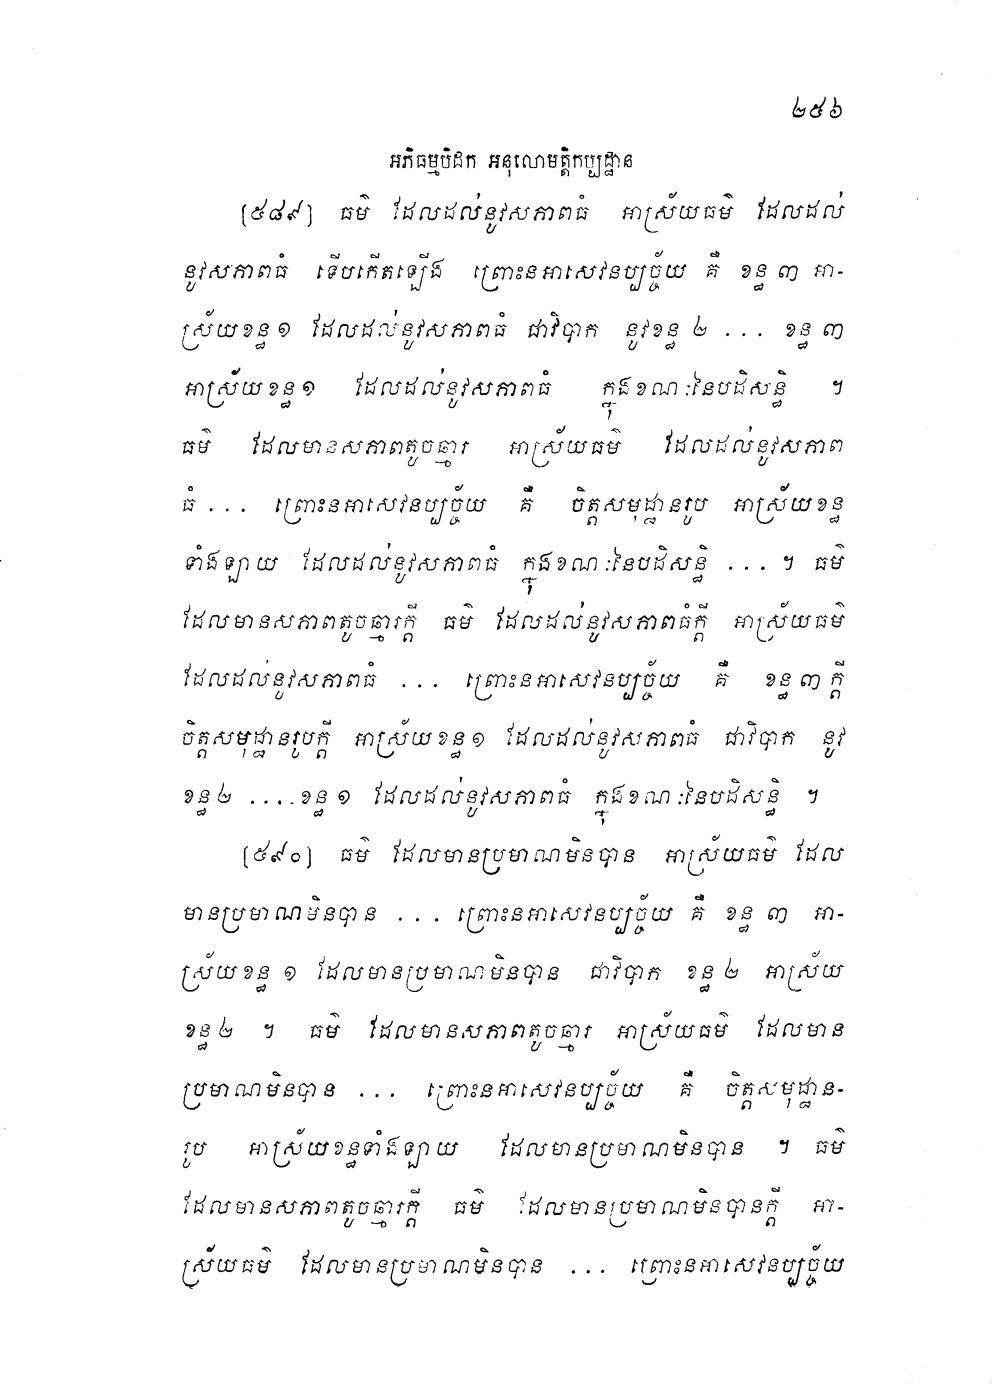 ២៥៦
អភិធម្មបិដក អនុលោមត្តិកប្បដ្ឋាន
[៥៨៩] ធម៌ ដែលដល់នូវសភាពធំ អាស្រ័យធម៌ ដែលដល់
នូវសភាពធំ ទើបកើតឡើង ព្រោះនអាសេវនប្បច្ច័យ គឺ ខន្ធ ៣ អា-
ស្រ័យខន្ធ ១ ដែលដល់នូវសភាពធំ ជាវិបាក នូវខន្ធ ២ ... ខន្ធ ៣
អាស្រ័យខន្ធ ១ ដែលដល់នូវសភាពធំ ក្នុងខណៈនៃបដិសន្ធិ ។
ធម៌ ដែលមានសភាពតូចឆ្មារ អាស្រ័យធម៌ ដែលដល់នូវសភាព
ធំ ... ព្រោះនអាសេវនប្បច្ច័យ គឺ ចិត្តសមុដ្ឋានរូប អាស្រ័យខន្ធ
ទាំងឡាយ ដែលដល់នូវសភាពធំ ក្នុងខណៈនៃបដិសន្ធិ ... ។ ធម៌
ដែលមានសភាពតូចឆ្មារក្តី ធម៌ ដែលដល់នូវសភាពធំក្តី អាស្រ័យធម៌
ដែលដល់នូវសភាពធំ ... ព្រោះនអាសេវនប្បច្ច័យ គឺ ខន្ធ ៣ ក្តី
ចិត្តសមុដ្ឋានរូបក្តី អាស្រ័យខន្ធ ១ ដែលដល់នូវសភាពធំ ជាវិបាក នូវ
ខន្ធ ២ .... ខន្ធ ១ ដែលដល់នូវសភាពធំ ក្នុងខណៈនៃបដិសន្ធិ ។
[៥៩០] ធម៌ ដែលមានប្រមាណមិនបាន អាស្រ័យធម៌ ដែល
មានប្រមាណមិនបាន ... ព្រោះនអាសេវនប្បច្ច័យ គឺ ខន្ធ ៣ អា-
ស្រ័យខន្ធ ១ ដែលមានប្រមាណមិនបាន ជាវិបាក ខន្ធ ២ អាស្រ័យ
ខន្ធ ២ ។ ធម៌ ដែលមានសភាពតូចឆ្មារ អាស្រ័យធម៌ ដែលមាន
ប្រមាណមិនបាន ... ព្រោះនអាសេវនប្បច្ច័យ គឺ ចិត្តសមុដ្ឋាន-
រូប អាស្រ័យខន្ធទាំងឡាយ ដែលមានប្រមាណមិនបាន ។ ធម៌
ដែលមានសភាពតូចឆ្មារក្តី ធម៌ ដែលមានប្រមាណមិនបានក្តី អា-
ស្រ័យធម៌ ដែលមានប្រមាណមិនបាន ... ព្រោះនអាសេវនប្បច្ច័យ